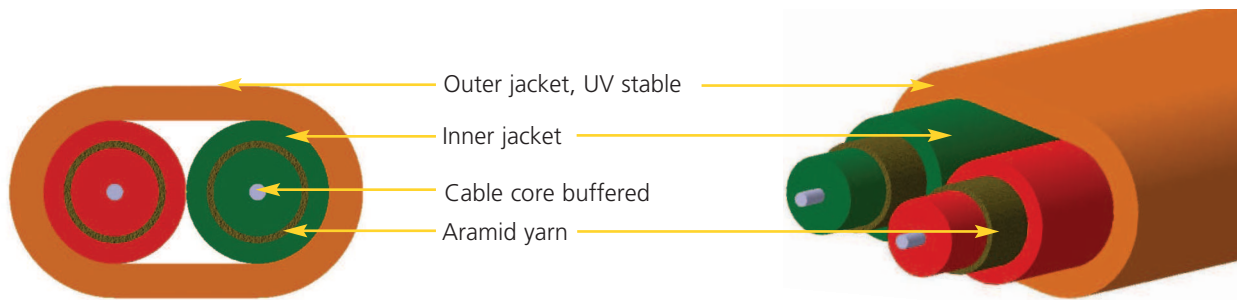 Outer jacket, UV stable
Inner jacket
Cable core buffered
Aramid yarn